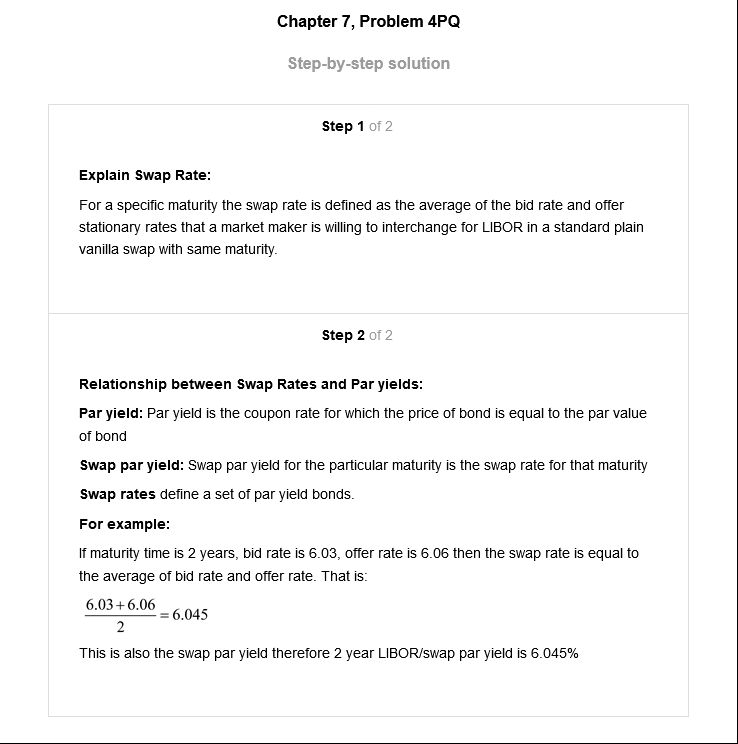 Chapter 7, Problem 4PQ
Step-by-step solution
Step 1 of 2
Explain Swap Rate:
For a specific maturity the swap rate is defined as the average of the bid rate and offer
stationary rates that a market maker is willing to interchange for LIBOR in a standard plain
vanilla swap with same maturity.
Step 2 of 2
Relationship between Swap Rates and Par yields:
Par yield: Par yield is the coupon rate for which the price of bond is equal to the par value
of bond
Swap par yield: Swap par yield for the particular maturity is the swap rate for that maturity
Swap rates define a set of par yield bonds.
For example:
If maturity time is 2 years, bid rate is 6.03, offer rate is 6.06 then the swap rate is equal to
the average of bid rate and offer rate. That is:
6.03+6.06
= 6.045
2
This is also the swap par yield therefore 2 year LIBOR/swap par yield is 6.045%